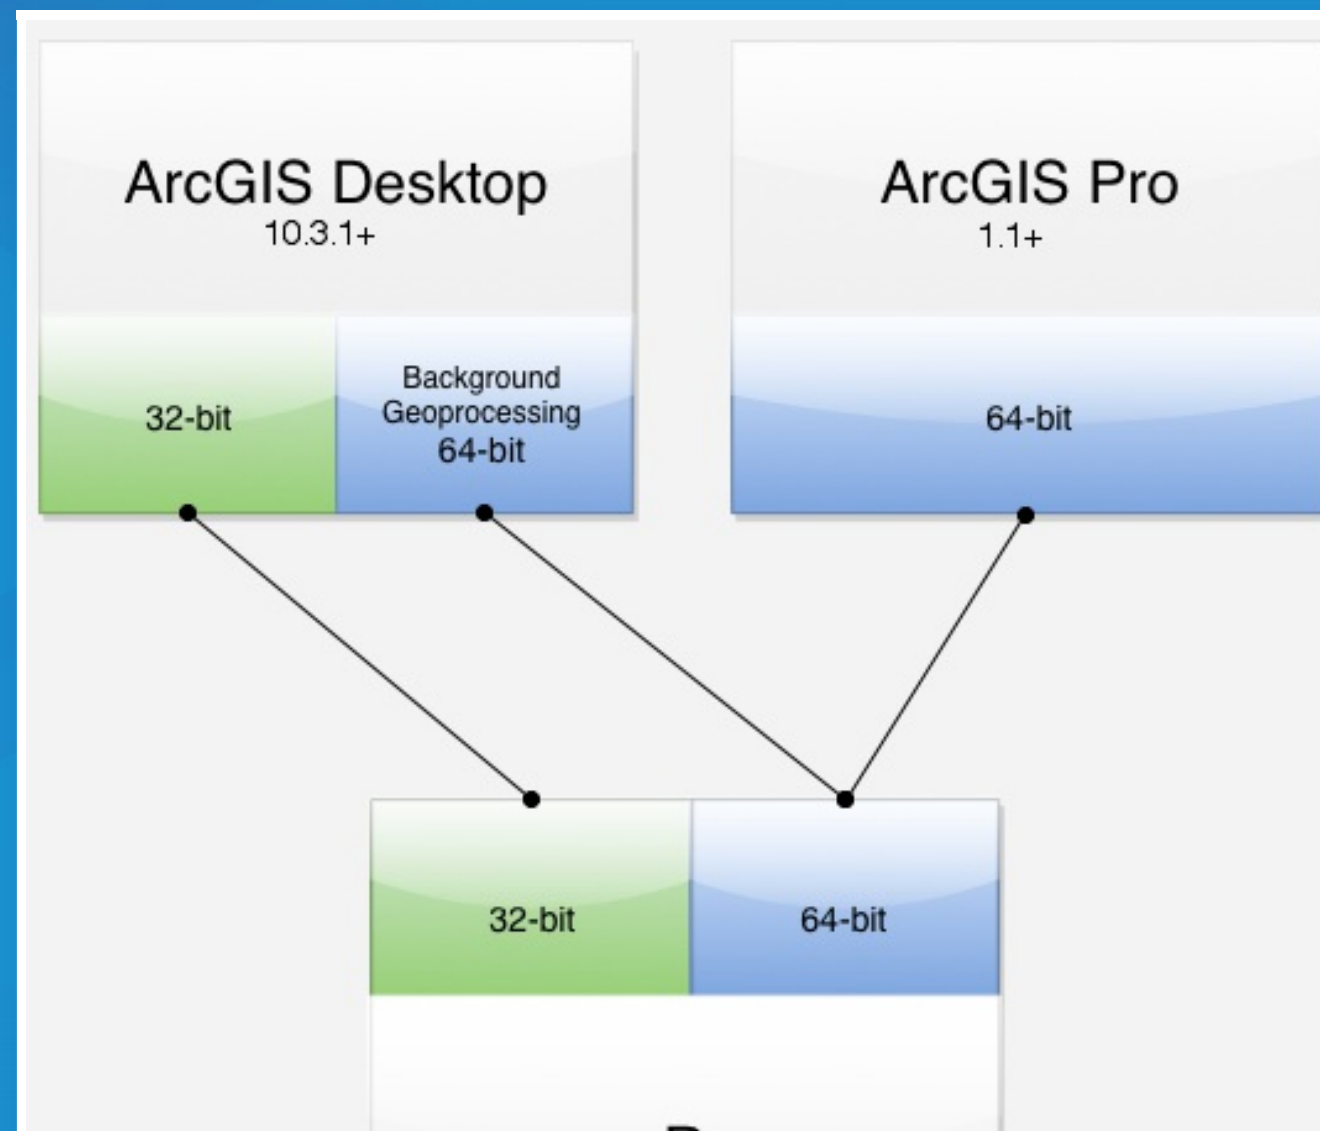 ArcGIS Desktop
10.3.1+
ArcGIS Pro
1.1+
32-bit
Background
Geoprocessing
64-bit
64-bit
32-bit
64-bit